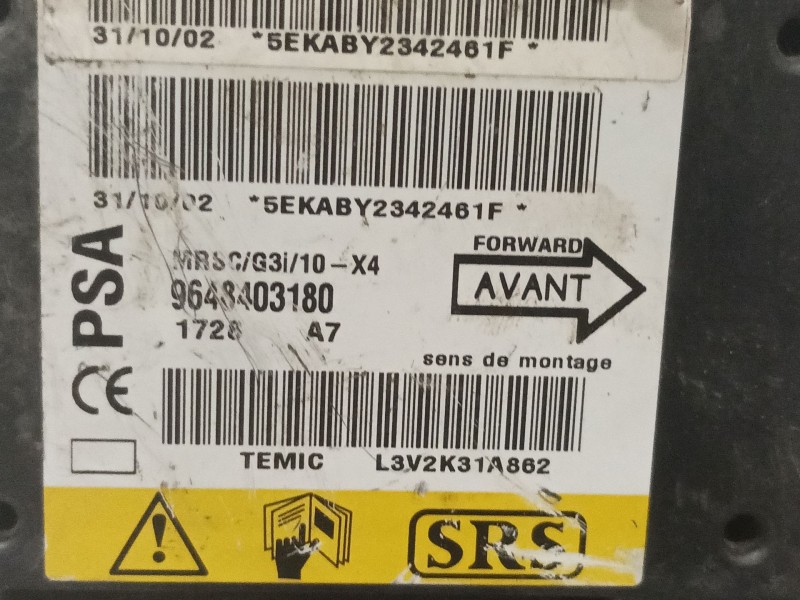 31/10/02 *5EKABY2342461F *
31/10/02 *5EKABY2342461F *
PSA
CE
MRSC/G3i/10-X4
9648403180
1728 A7
FORWARD
AVANT
sens de montage
TEMIC L3V2K31A862
SRS